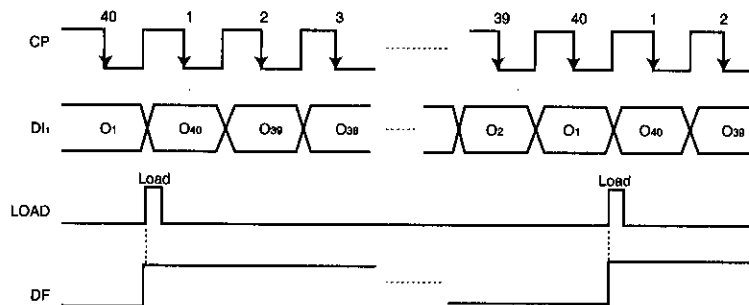 40 1 2 3 39 40 1 2
CP
DI1 O1 O40 O39 O38 O2 O1 O40 O39
Load Load
LOAD
DF